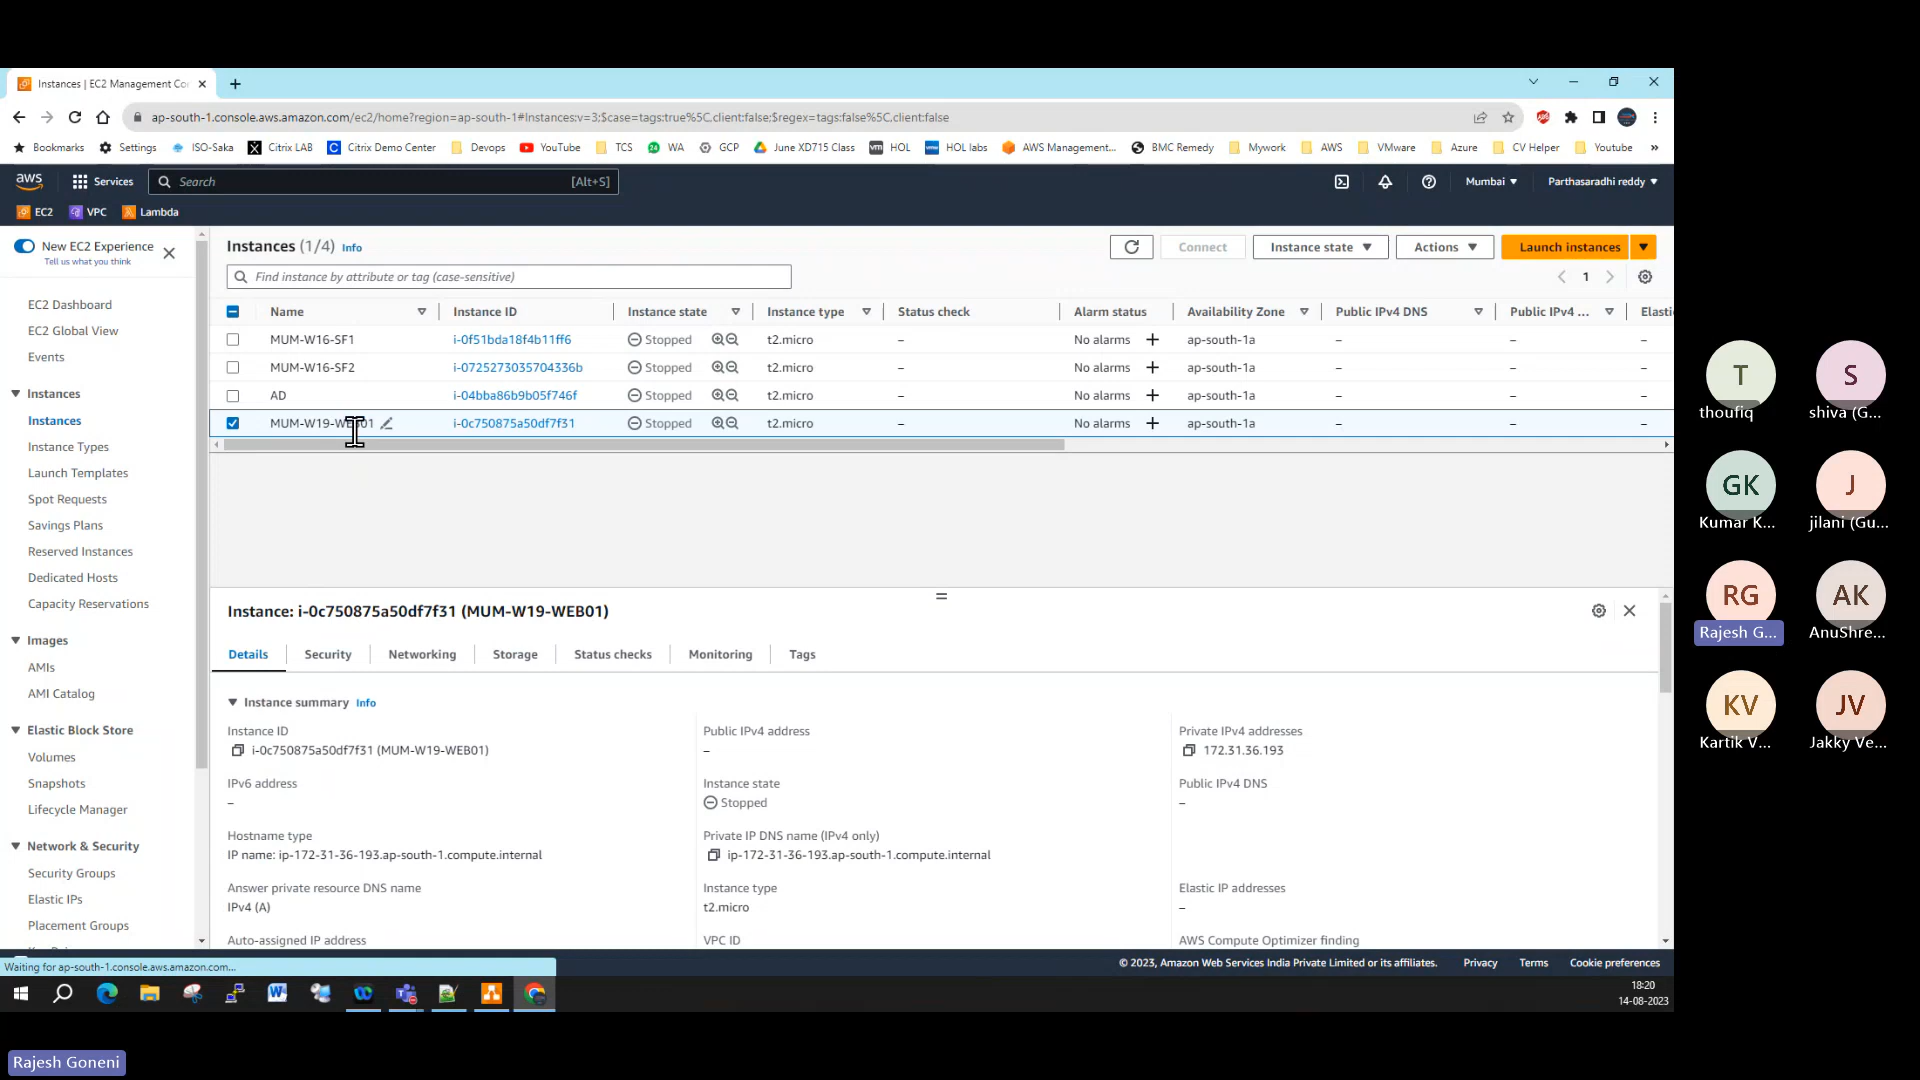 Instances | EC2 Management Co
ap-south-1.console.aws.amazon.com/ec2/home?region=ap-south-1#Instances:v=3;$case=tags:true%5C,client:false;$regex=tags:false%5C,client:false
Bookmarks Settings ISO-Saka Citrix LAB Citrix Demo Center Devops YouTube TCS WA GCP June XD715 Class HOL HOL labs AWS Management... BMC Remedy Mywork AWS VMware Azure CV Helper Youtube »
aws Services Search [Alt+S] Mumbai Parthasaradhi reddy
EC2 VPC Lambda
New EC2 Experience
Tell us what you think
EC2 Dashboard
EC2 Global View
Events
Instances
Instances
Instance Types
Launch Templates
Spot Requests
Savings Plans
Reserved Instances
Dedicated Hosts
Capacity Reservations
Images
AMIs
AMI Catalog
Elastic Block Store
Volumes
Snapshots
Lifecycle Manager
Network & Security
Security Groups
Elastic IPs
Placement Groups
Instances (1/4) Info Connect Instance state Actions Launch instances
Find instance by attribute or tag (case-sensitive) 1
Name Instance ID Instance state Instance type Status check Alarm status Availability Zone Public IPv4 DNS Public IPv4 ... Elasti
MUM-W16-SF1 i-0f51bda18f4b11ff6 Stopped t2.micro – No alarms + ap-south-1a – – –
MUM-W16-SF2 i-0725273035704336b Stopped t2.micro – No alarms + ap-south-1a – – –
AD i-04bba86b9b05f746f Stopped t2.micro – No alarms + ap-south-1a – – –
MUM-W19-WEB01 i-0c750875a50df7f31 Stopped t2.micro – No alarms + ap-south-1a – – –
Instance: i-0c750875a50df7f31 (MUM-W19-WEB01)
Details Security Networking Storage Status checks Monitoring Tags
Instance summary Info
Instance ID Public IPv4 address Private IPv4 addresses
i-0c750875a50df7f31 (MUM-W19-WEB01) – 172.31.36.193
IPv6 address Instance state Public IPv4 DNS
– Stopped –
Hostname type Private IP DNS name (IPv4 only)
IP name: ip-172-31-36-193.ap-south-1.compute.internal ip-172-31-36-193.ap-south-1.compute.internal
Answer private resource DNS name Instance type Elastic IP addresses
IPv4 (A) t2.micro –
Auto-assigned IP address VPC ID AWS Compute Optimizer finding
Waiting for ap-south-1.console.aws.amazon.com...
© 2023, Amazon Web Services India Private Limited or its affiliates. Privacy Terms Cookie preferences
18:20
14-08-2023
T S
thoufiq shiva (G...
GK J
Kumar K... jilani (Gu...
RG AK
Rajesh G... AnuShre...
KV JV
Kartik V... Jakky Ve...
Rajesh Goneni